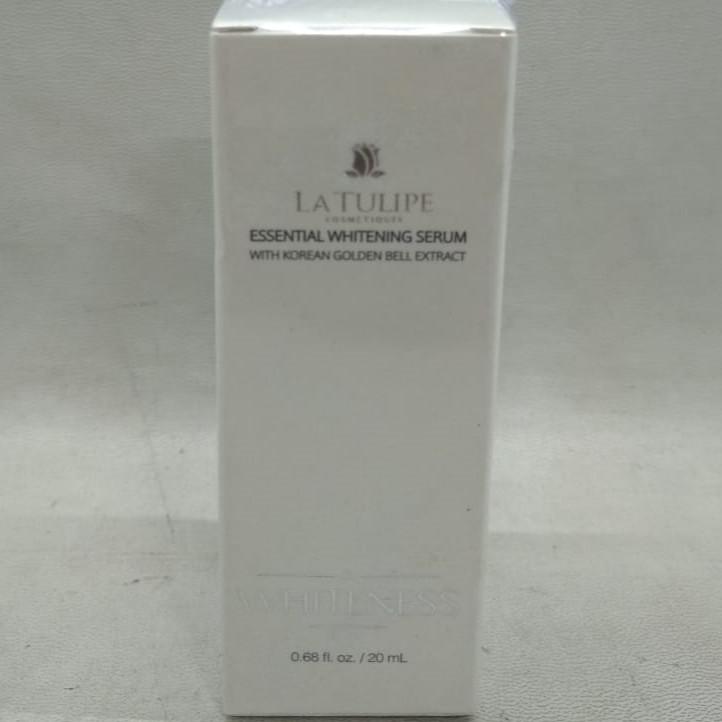 LA TULIPE
COSMETIQUES
ESSENTIAL WHITENING SERUM
WITH KOREAN GOLDEN BELL EXTRACT
WHITENESS
0.68 fl. oz. / 20 mL